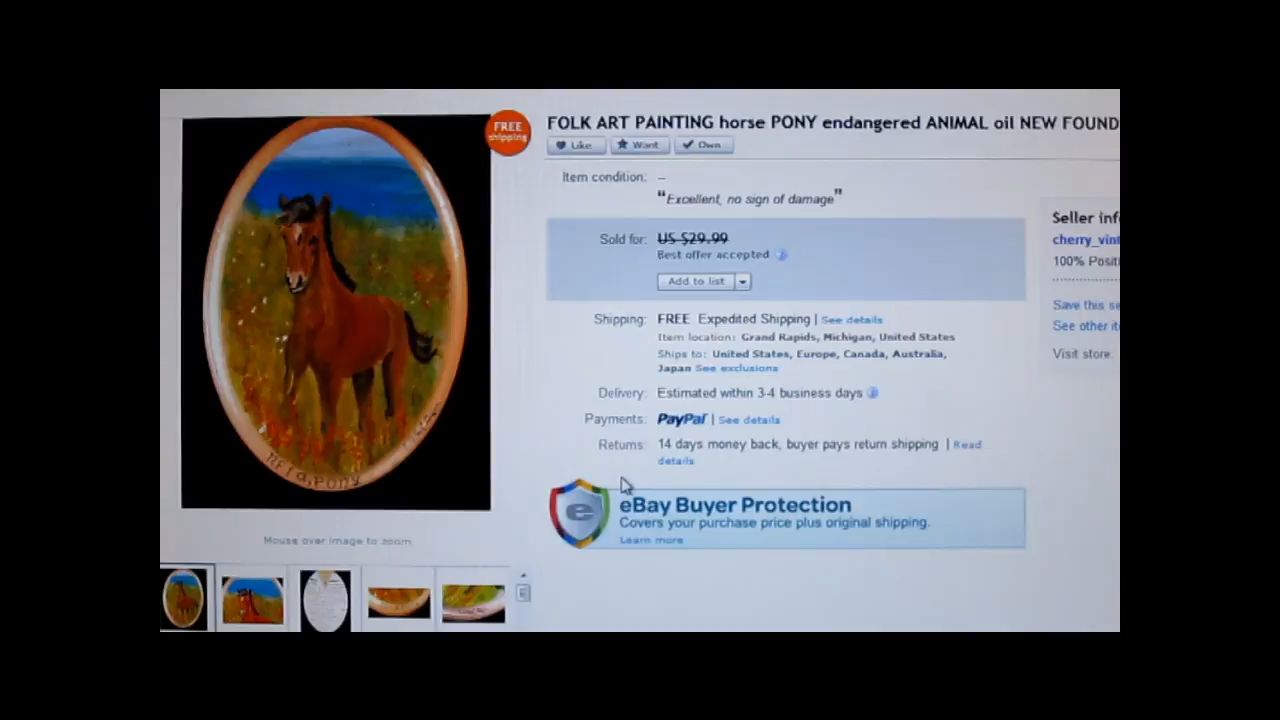 FREE
shipping
FOLK ART PAINTING horse PONY endangered ANIMAL oil NEW FOUND
Like
Want
Own
Item condition: --
"Excellent, no sign of damage"
Sold for: US $29.99
Best offer accepted
Add to list
Shipping: FREE Expedited Shipping | See details
Item location: Grand Rapids, Michigan, United States
Ships to: United States, Europe, Canada, Australia,
Japan See exclusions
Delivery: Estimated within 3-4 business days
Payments: PayPal | See details
Returns: 14 days money back, buyer pays return shipping | Read
details
e
eBay Buyer Protection
Covers your purchase price plus original shipping.
Learn more
Seller inf
cherry_vint
100% Positi
Save this se
See other it
Visit store:
Pony
Mouse over image to zoom